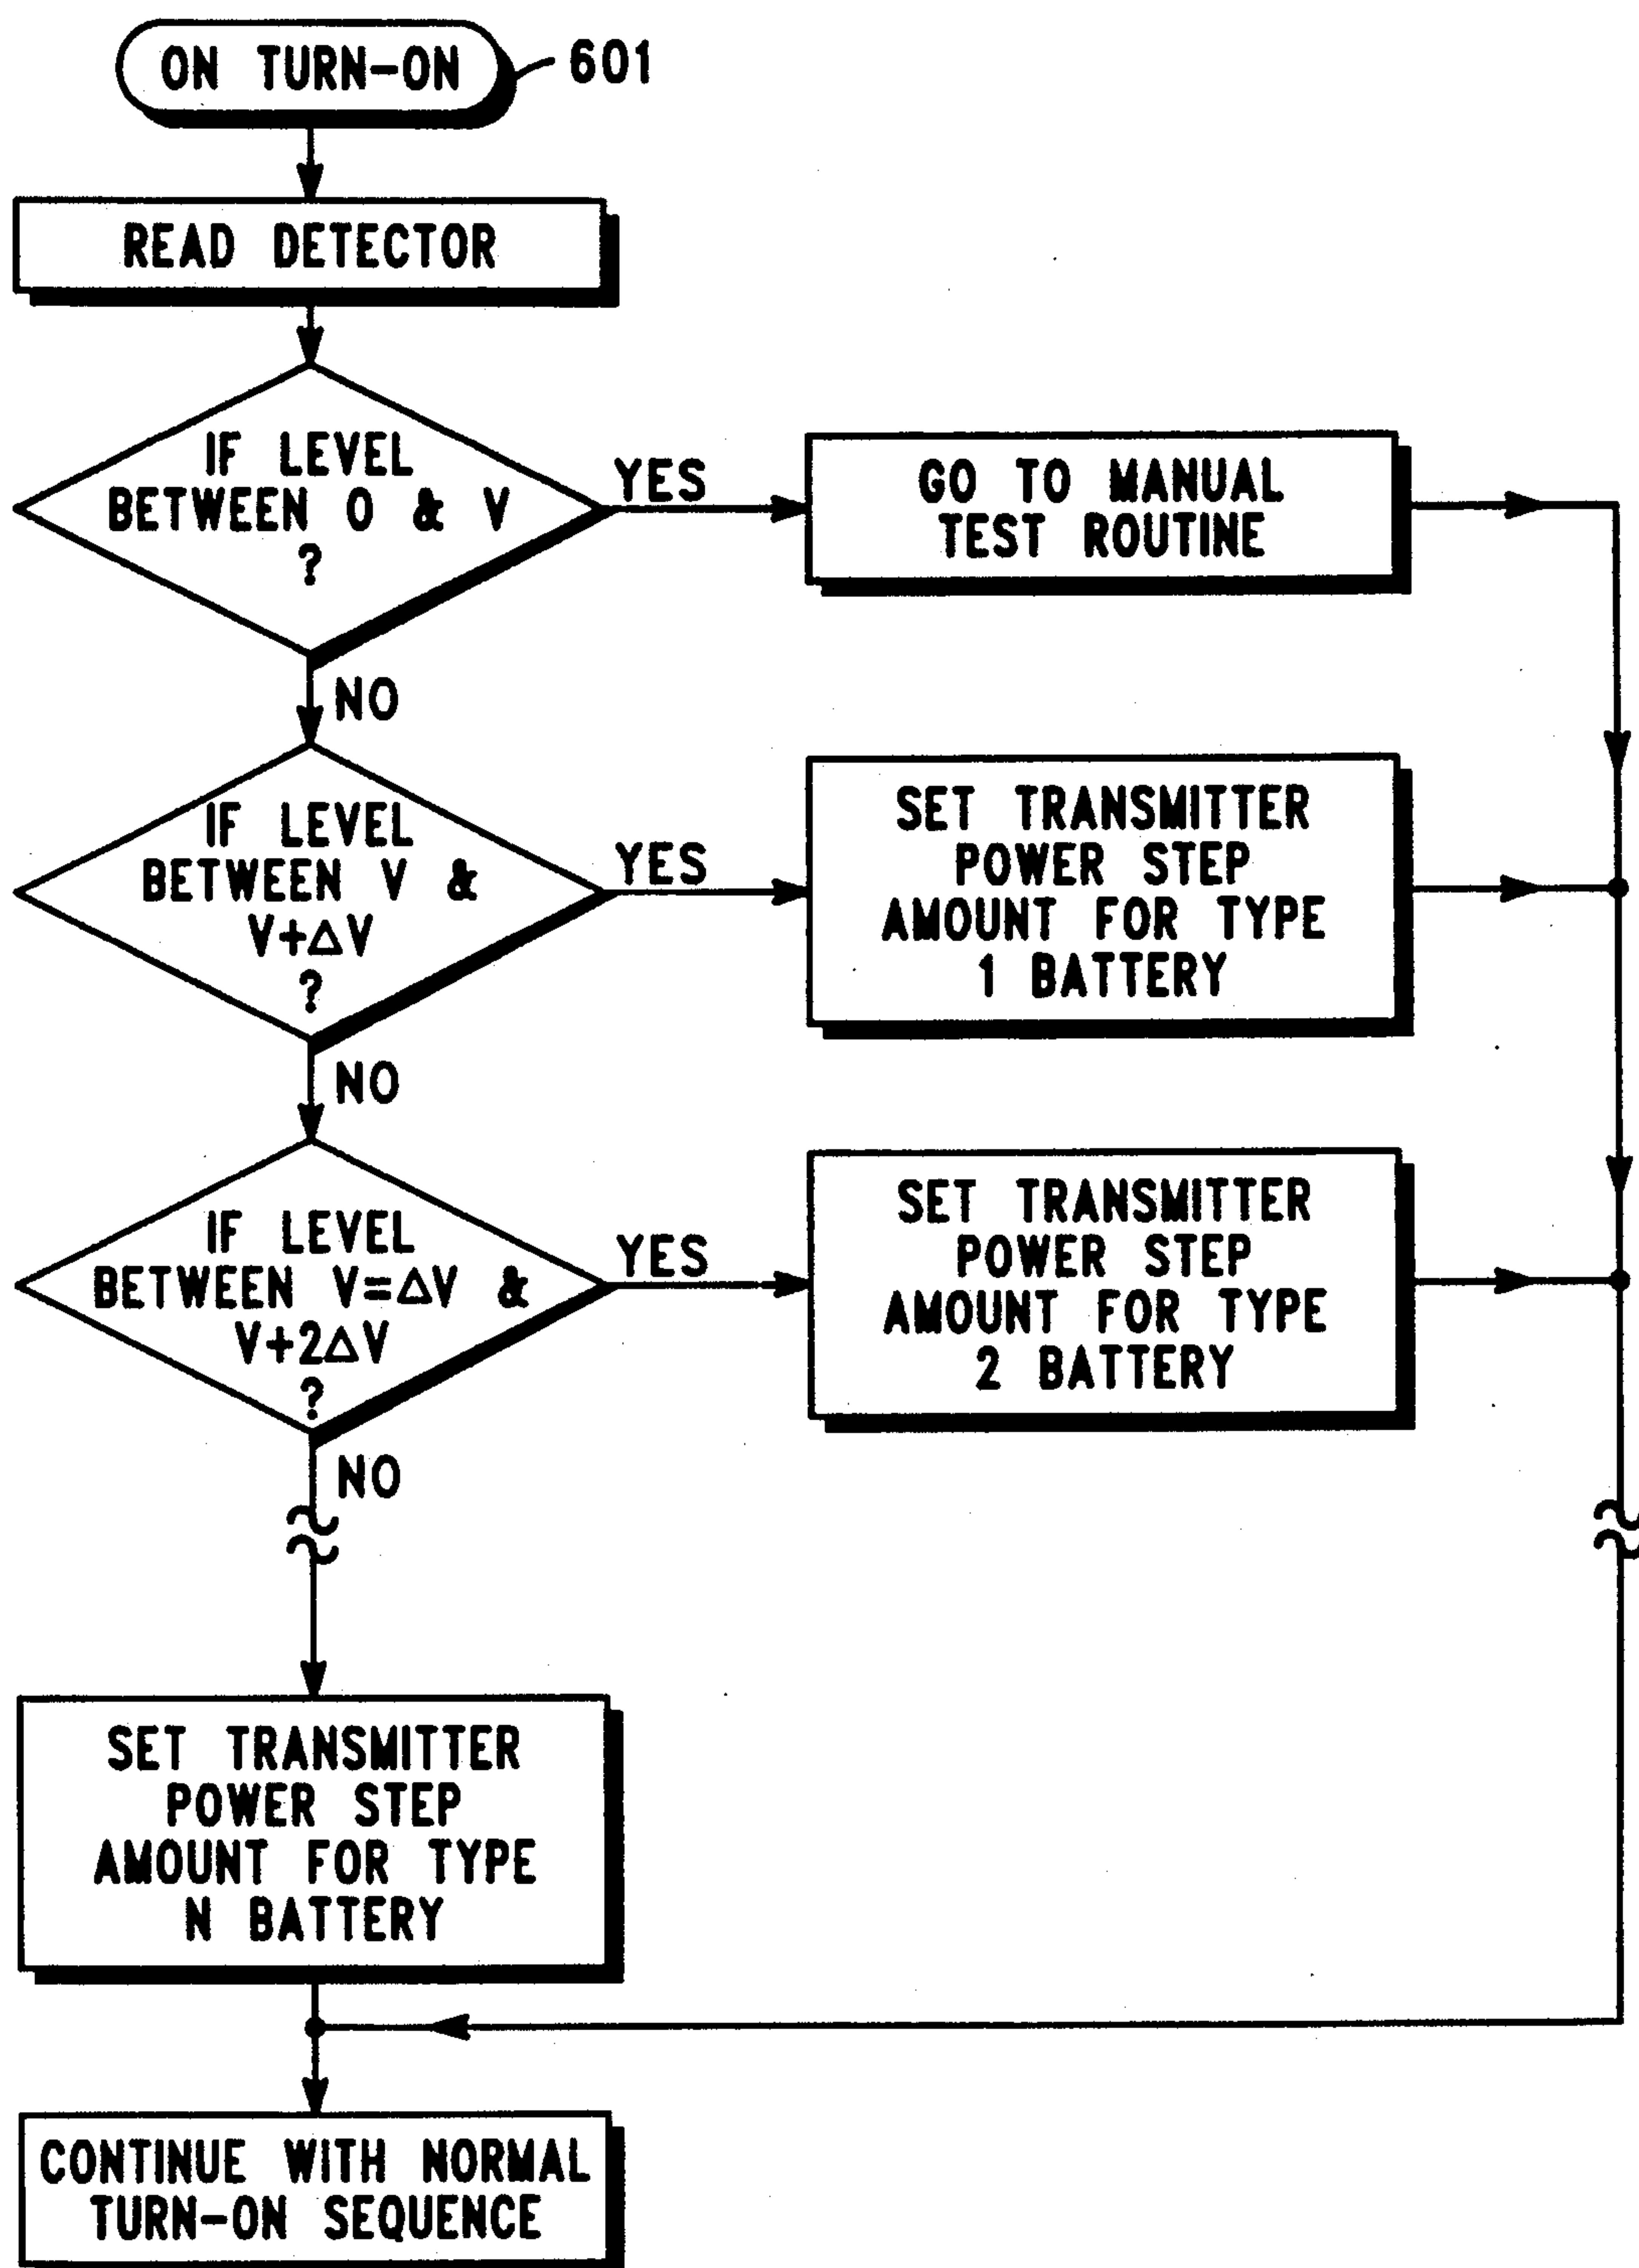 ON TURN-ON
601
READ DETECTOR
IF LEVEL
BETWEEN 0 & V
?
YES
GO TO MANUAL
TEST ROUTINE
NO
IF LEVEL
BETWEEN V &
V+△V
?
YES
SET TRANSMITTER
POWER STEP
AMOUNT FOR TYPE
1 BATTERY
NO
IF LEVEL
BETWEEN V=△V &
V+2△V
?
YES
SET TRANSMITTER
POWER STEP
AMOUNT FOR TYPE
2 BATTERY
NO
SET TRANSMITTER
POWER STEP
AMOUNT FOR TYPE
N BATTERY
CONTINUE WITH NORMAL
TURN-ON SEQUENCE